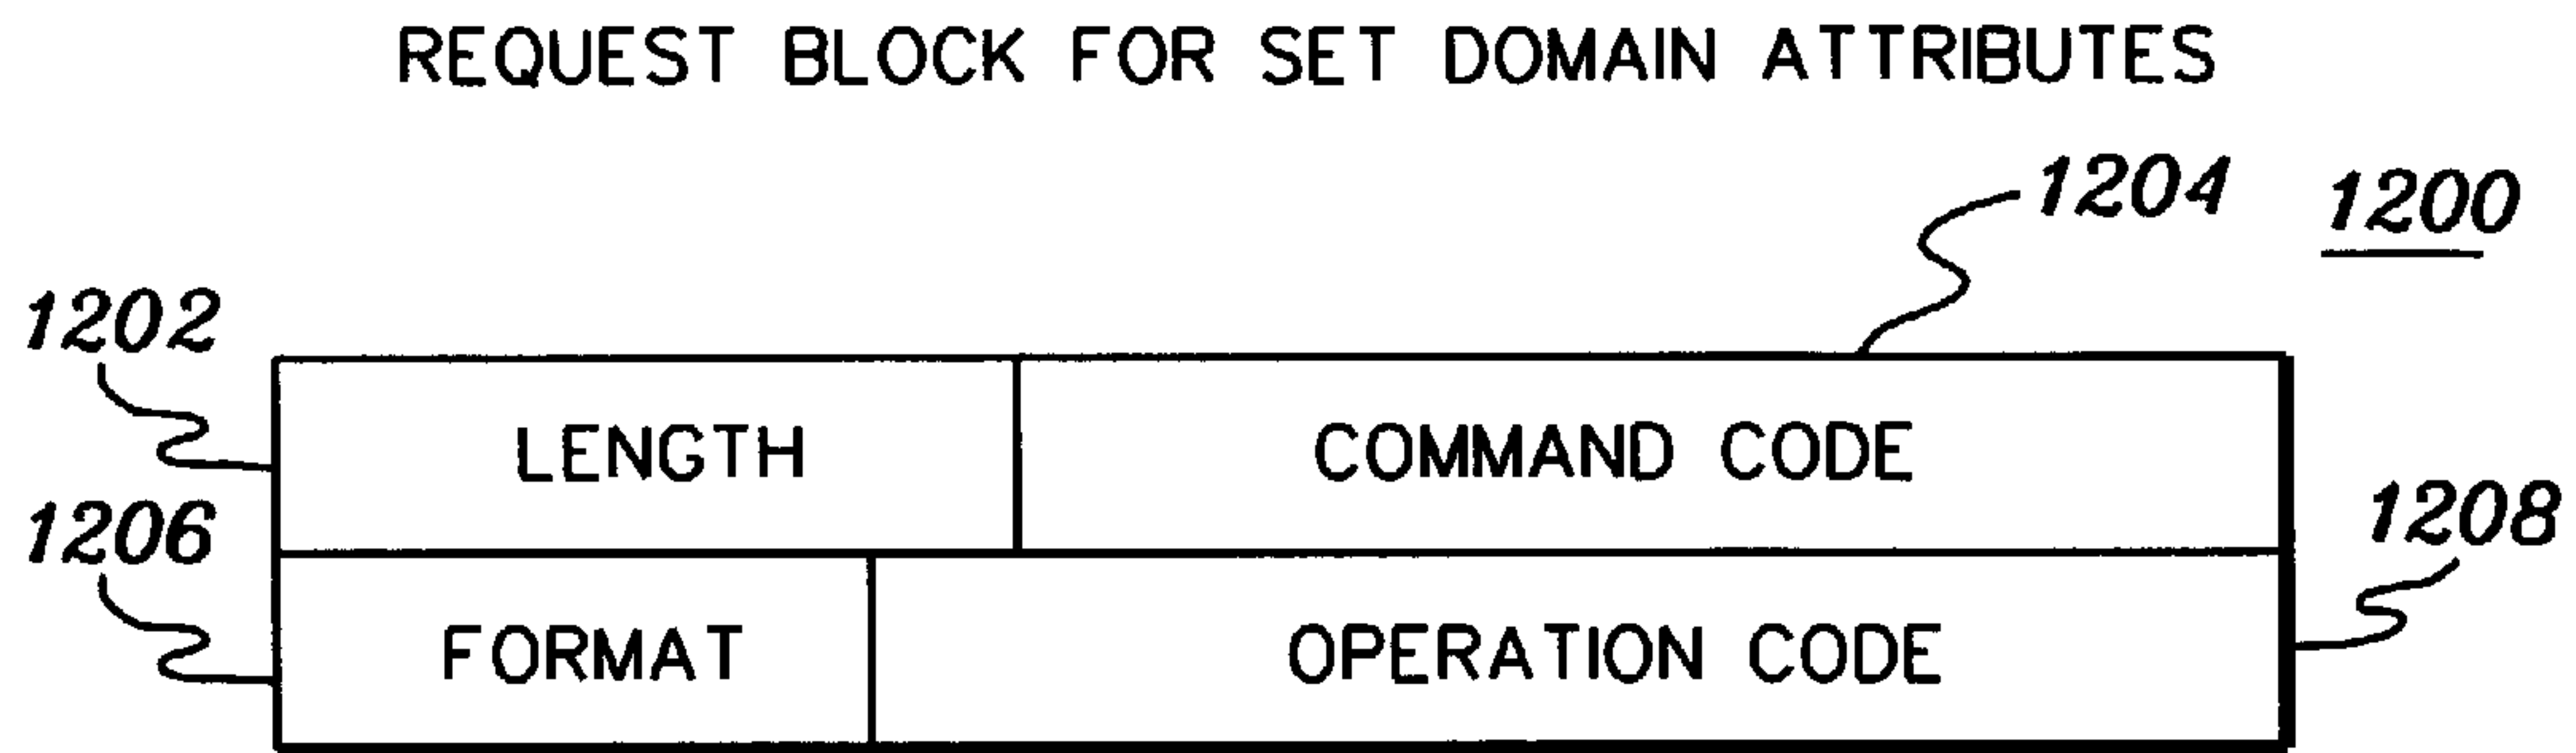 REQUEST BLOCK FOR SET DOMAIN ATTRIBUTES
1204
1200
1202
LENGTH COMMAND CODE
1206
1208
FORMAT OPERATION CODE